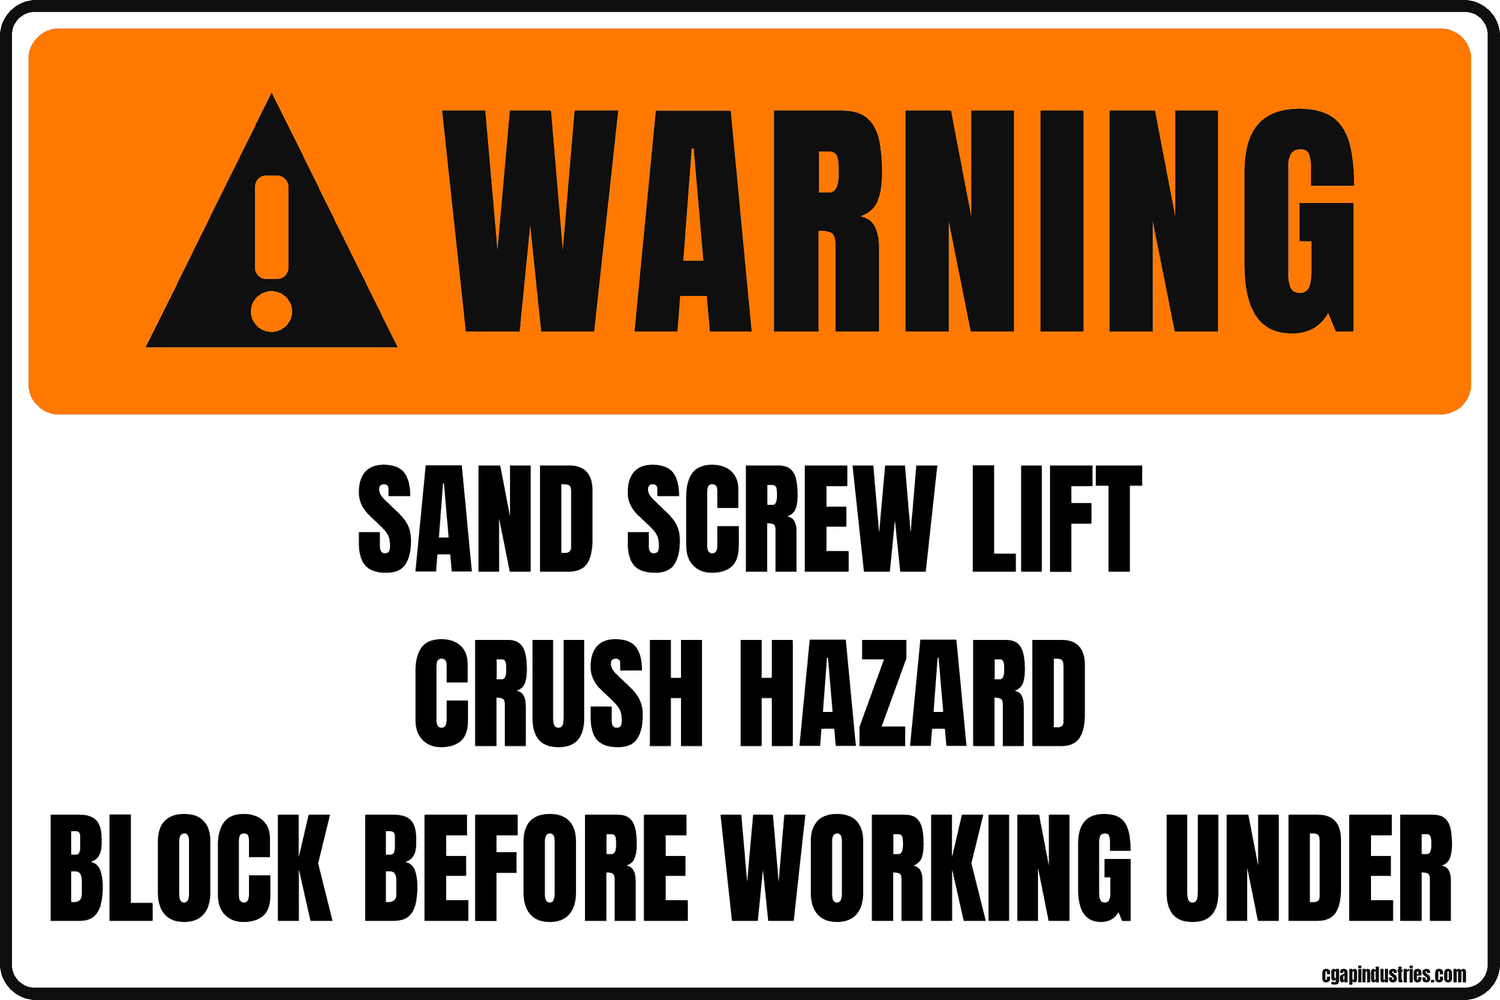 WARNING
SAND SCREW LIFT
CRUSH HAZARD
BLOCK BEFORE WORKING UNDER
cgapindustries.com